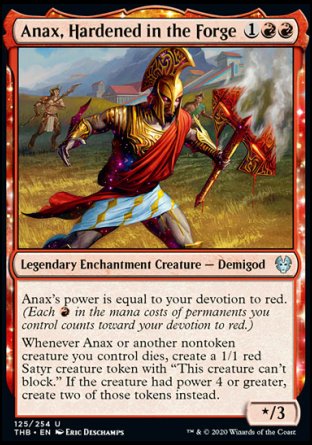 Anax, Hardened in the Forge 1
Legendary Enchantment Creature — Demigod
Anax's power is equal to your devotion to red.
(Each in the mana costs of permanents you
control counts toward your devotion to red.)
Whenever Anax or another nontoken
creature you control dies, create a 1/1 red
Satyr creature token with "This creature can't
block." If the creature had power 4 or greater,
create two of those tokens instead.
*/3
125/254 U
THB • EN Eric Deschamps
™ & © 2020 Wizards of the Coast